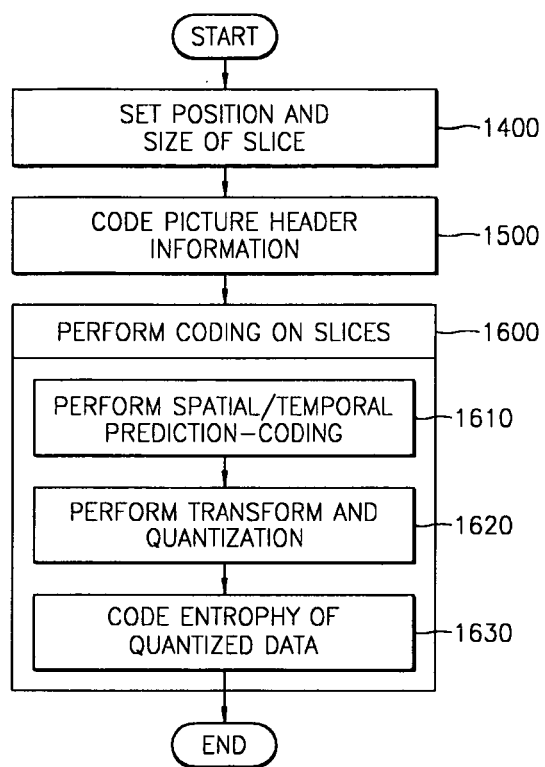 START
SET POSITION AND
SIZE OF SLICE
1400
CODE PICTURE HEADER
INFORMATION
1500
PERFORM CODING ON SLICES
1600
PERFORM SPATIAL/TEMPORAL
PREDICTION-CODING
1610
PERFORM TRANSFORM AND
QUANTIZATION
1620
CODE ENTROPHY OF
QUANTIZED DATA
1630
END